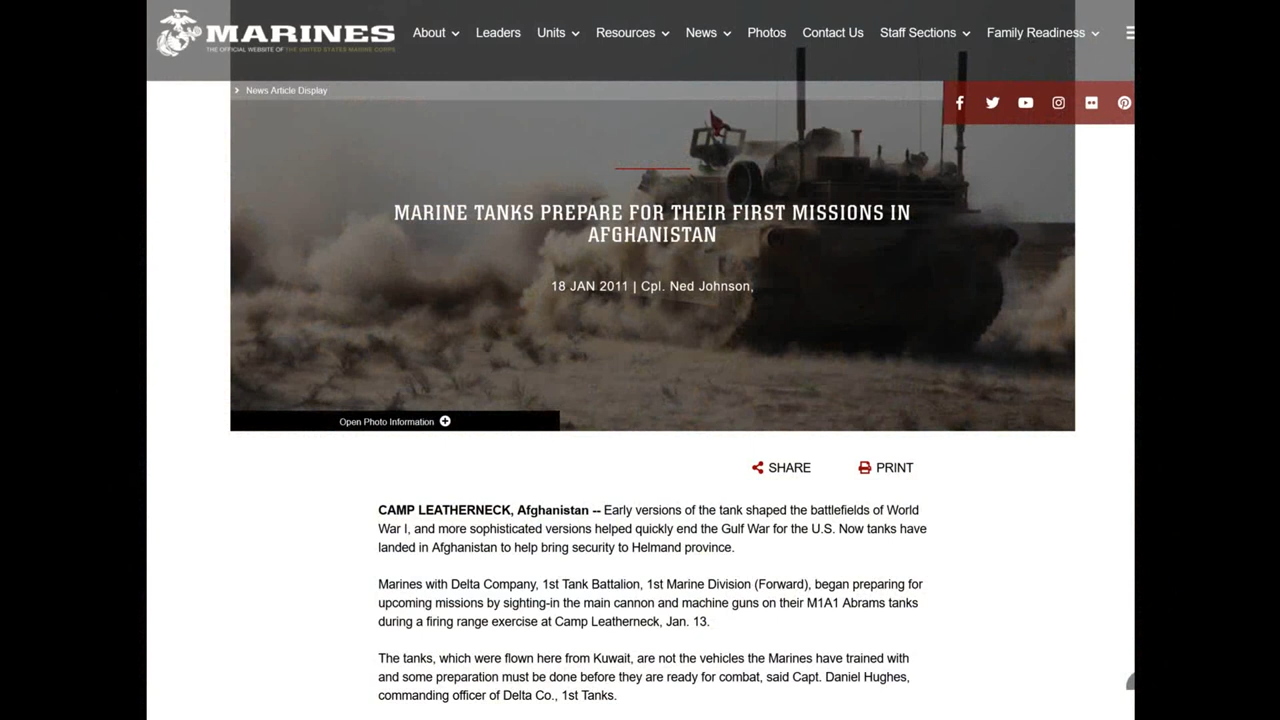 MARINES
THE OFFICIAL WEBSITE OF THE UNITED STATES MARINE CORPS
About Leaders Units Resources News Photos Contact Us Staff Sections Family Readiness
News Article Display
MARINE TANKS PREPARE FOR THEIR FIRST MISSIONS IN
AFGHANISTAN
18 JAN 2011 | Cpl. Ned Johnson,
Open Photo Information
SHARE PRINT
CAMP LEATHERNECK, Afghanistan -- Early versions of the tank shaped the battlefields of World
War I, and more sophisticated versions helped quickly end the Gulf War for the U.S. Now tanks have
landed in Afghanistan to help bring security to Helmand province.
Marines with Delta Company, 1st Tank Battalion, 1st Marine Division (Forward), began preparing for
upcoming missions by sighting-in the main cannon and machine guns on their M1A1 Abrams tanks
during a firing range exercise at Camp Leatherneck, Jan. 13.
The tanks, which were flown here from Kuwait, are not the vehicles the Marines have trained with
and some preparation must be done before they are ready for combat, said Capt. Daniel Hughes,
commanding officer of Delta Co., 1st Tanks.